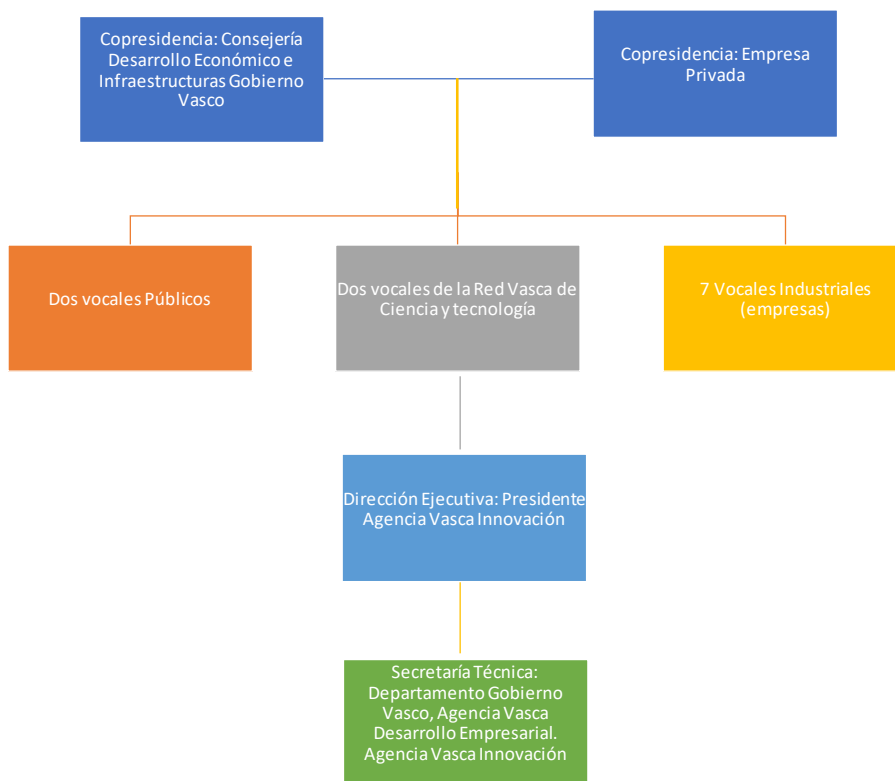 Copresidencia: Consejería
Desarrollo Económico e
Infraestructuras Gobierno
Vasco
Copresidencia: Empresa
Privada
Dos vocales Públicos
Dos vocales de la Red Vasca de
Ciencia y tecnología
7 Vocales Industriales
(empresas)
Dirección Ejecutiva: Presidente
Agencia Vasca Innovación
Secretaría Técnica:
Departamento Gobierno
Vasco, Agencia Vasca
Desarrollo Empresarial.
Agencia Vasca Innovación